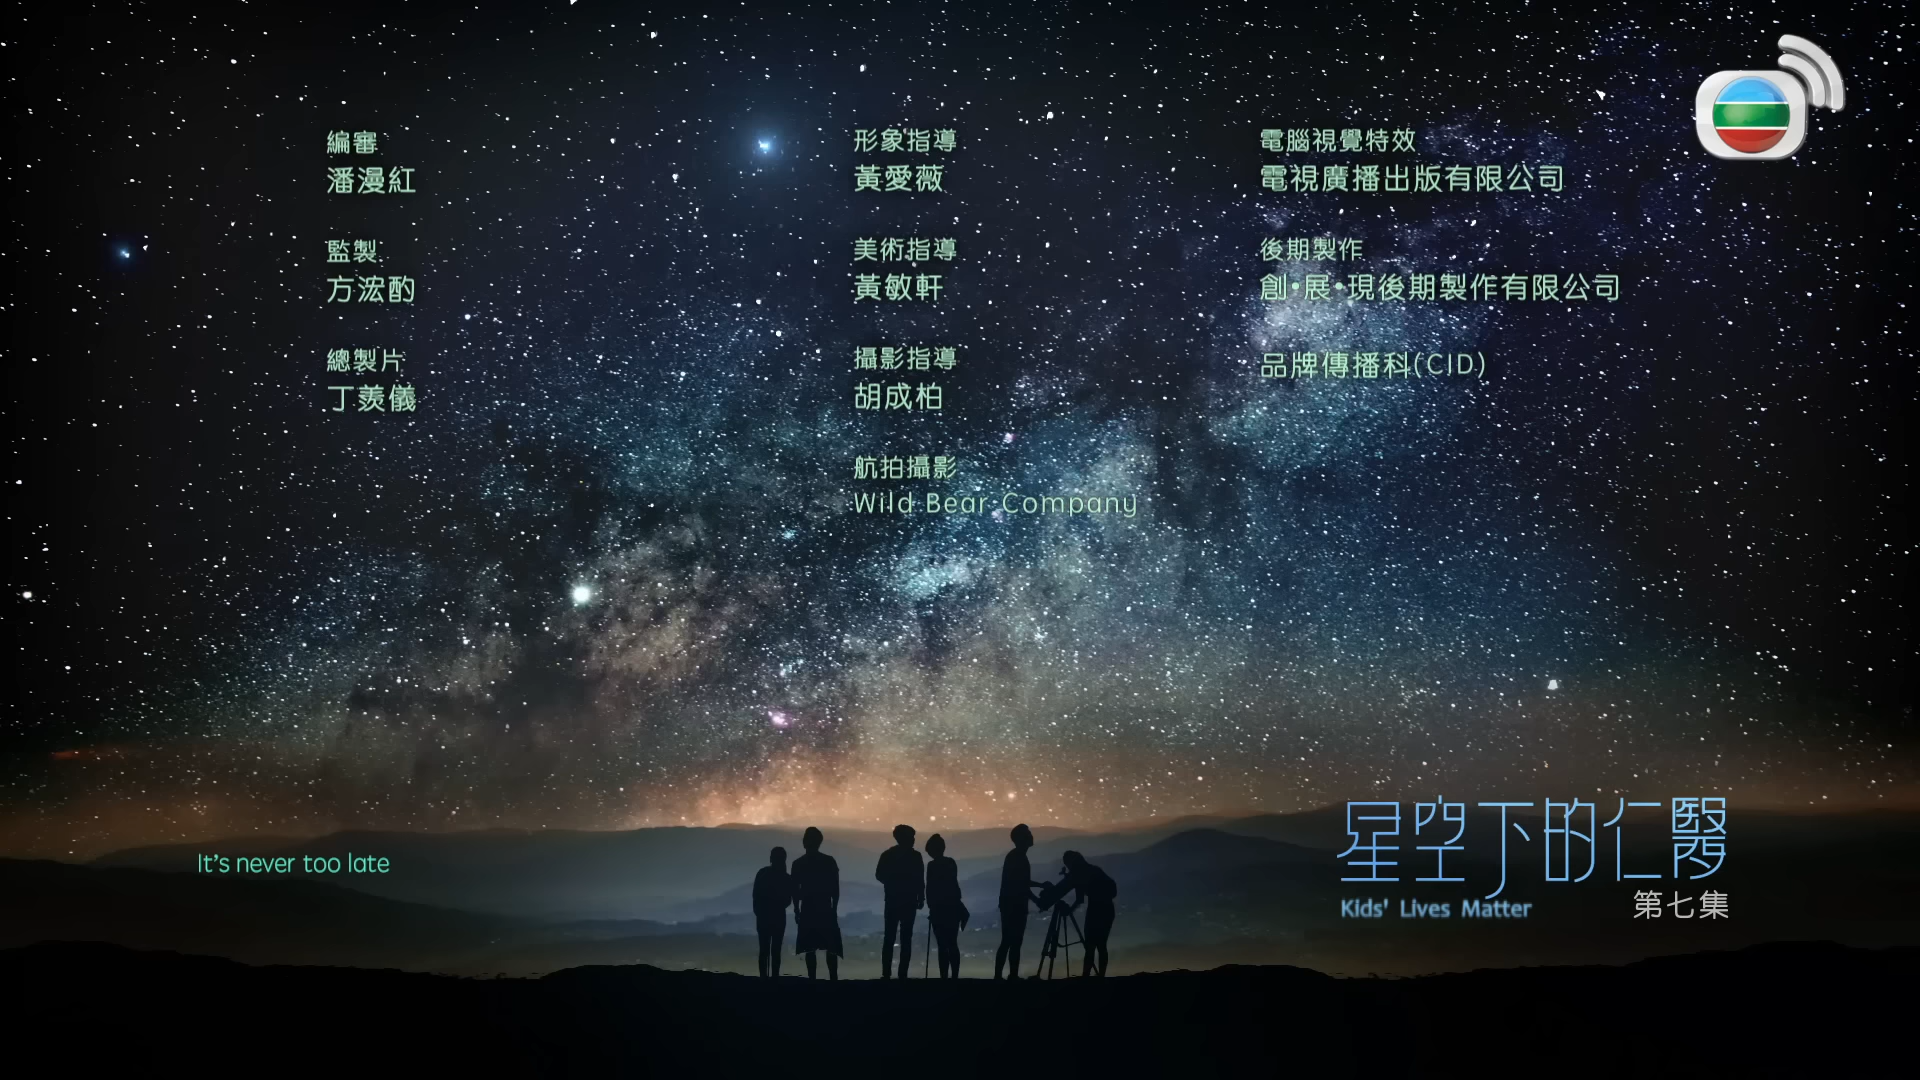 編審
潘漫紅
監製
方浤酌
總製片
丁羨儀
形象指導
黃愛薇
美術指導
黃敏軒
攝影指導
胡成柏
航拍攝影
Wild Bear Company
電腦視覺特效
電視廣播出版有限公司
後期製作
創•展•現後期製作有限公司
品牌傳播科(CID)
It's never too late
星空下的仁醫
Kids' Lives Matter
第七集